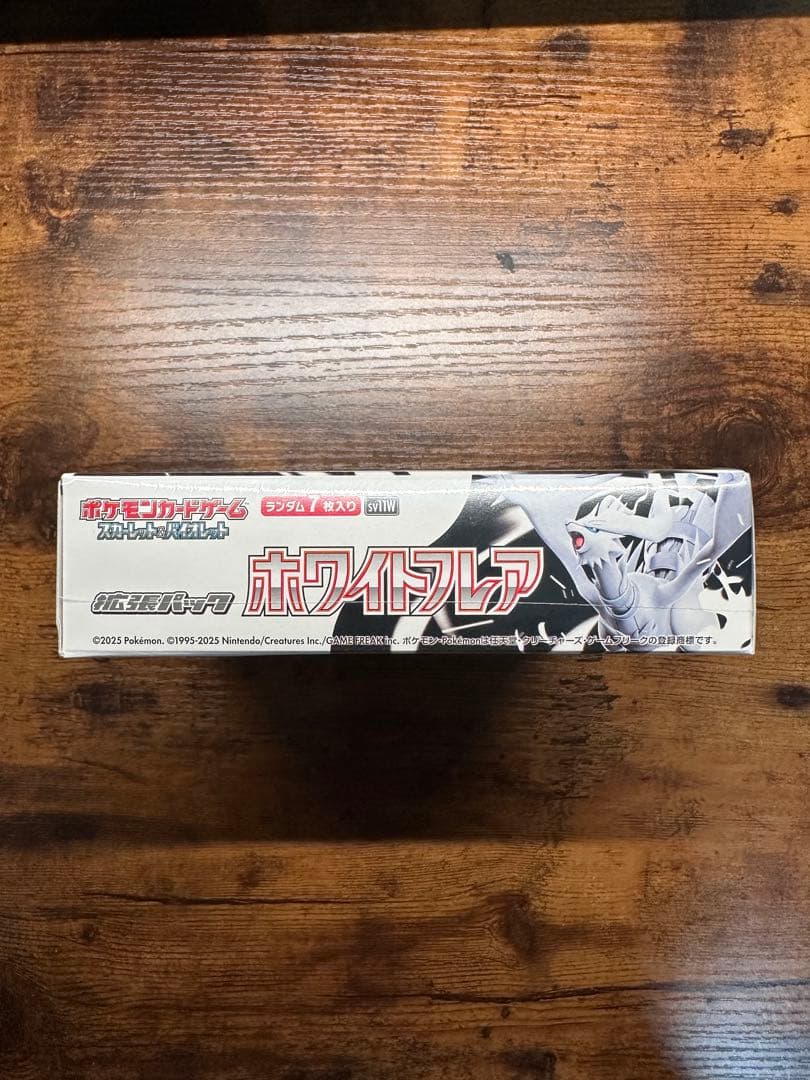 ポケモンカードゲーム
スカーレット&バイオレット
ランダム7枚入り sv11W
拡張パック ホワイトフレア
©2025 Pokémon. ©1995-2025 Nintendo/Creatures Inc./GAME FREAK inc. ポケモン・Pokémonは任天堂・クリーチャーズ・ゲームフリークの登録商標です。